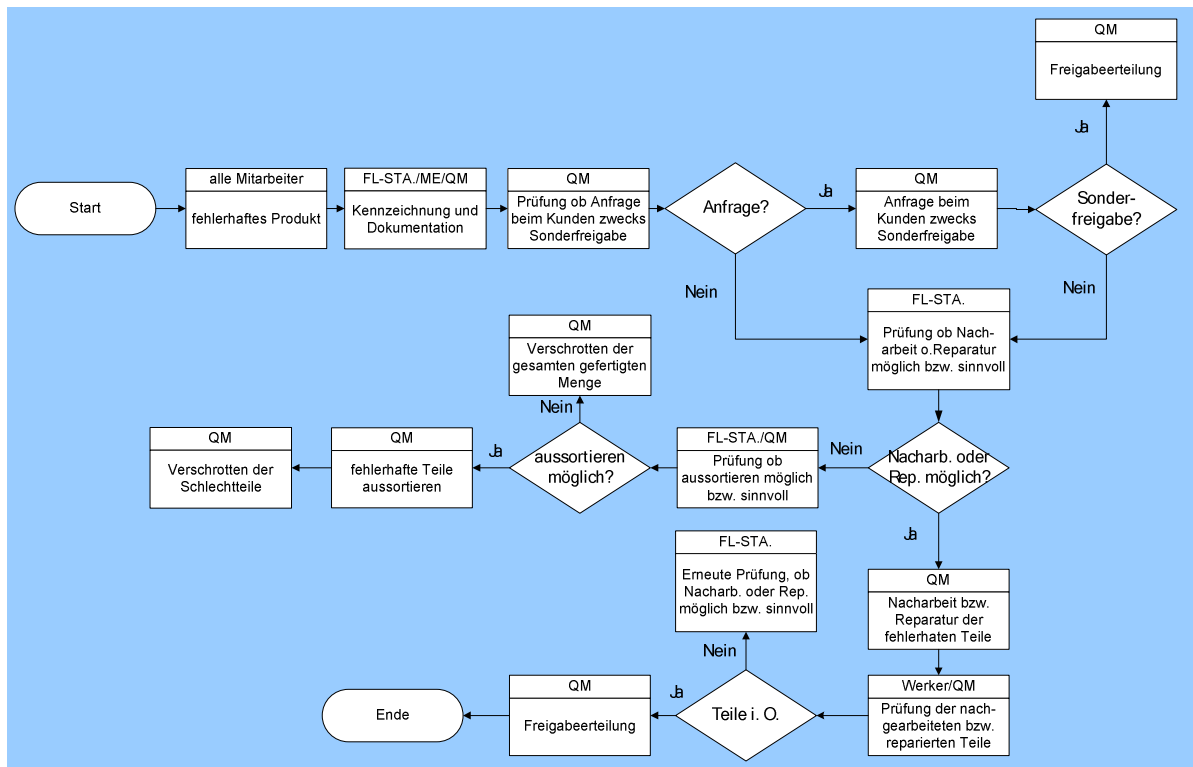 QM
Freigabeerteilung
Ja
Start
alle Mitarbeiter
fehlerhaftes Produkt
FL-STA./ME/QM
Kennzeichnung und
Dokumentation
QM
Prüfung ob Anfrage
beim Kunden zwecks
Sonderfreigabe
Anfrage?
Ja
QM
Anfrage beim
Kunden zwecks
Sonderfreigabe
Sonder-
freigabe?
Nein
Nein
FL-STA.
Prüfung ob Nach-
arbeit o.Reparatur
möglich bzw. sinnvoll
QM
Verschrotten der
gesamten gefertigten
Menge
Nein
QM
Verschrotten der
Schlechtteile
QM
fehlerhafte Teile
aussortieren
Ja
aussortieren
möglich?
FL-STA./QM
Prüfung ob
aussortieren möglich
bzw. sinnvoll
Nein
Nacharb. oder
Rep. möglich?
Ja
FL-STA.
Erneute Prüfung, ob
Nacharb. oder Rep.
möglich bzw. sinnvoll
QM
Nacharbeit bzw.
Reparatur der
fehlerhaten Teile
Nein
Ende
QM
Freigabeerteilung
Ja
Teile i. O.
Werker/QM
Prüfung der nach-
gearbeiteten bzw.
reparierten Teile